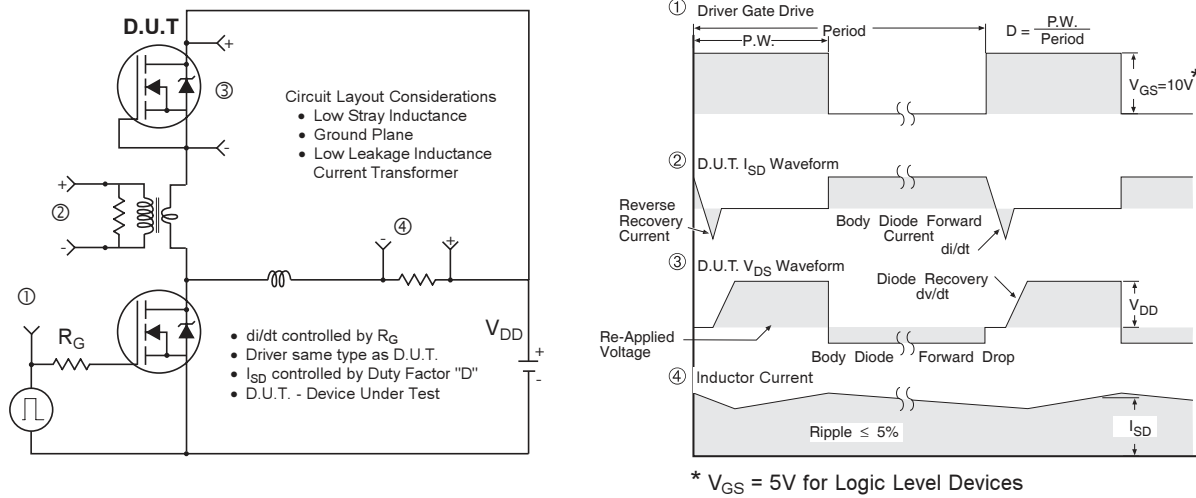 D.U.T
+
③
-
Circuit Layout Considerations
• Low Stray Inductance
• Ground Plane
• Low Leakage Inductance
Current Transformer
+
②
-
④
-
+
①
R_G
• di/dt controlled by R_G
• Driver same type as D.U.T.
• I_SD controlled by Duty Factor "D"
• D.U.T. - Device Under Test
V_DD
+
-
① Driver Gate Drive
Period
P.W.
D = P.W.
Period
V_GS=10V*
② D.U.T. I_SD Waveform
Reverse
Recovery
Current
Body Diode Forward
Current
di/dt
③ D.U.T. V_DS Waveform
Diode Recovery
dv/dt
V_DD
Re-Applied
Voltage
Body Diode Forward Drop
④ Inductor Current
Ripple ≤ 5%
I_SD
* V_GS = 5V for Logic Level Devices